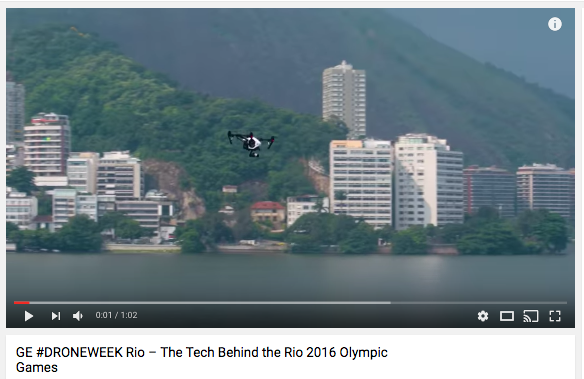 0:01 / 1:02
GE #DRONEWEEK Rio – The Tech Behind the Rio 2016 Olympic
Games